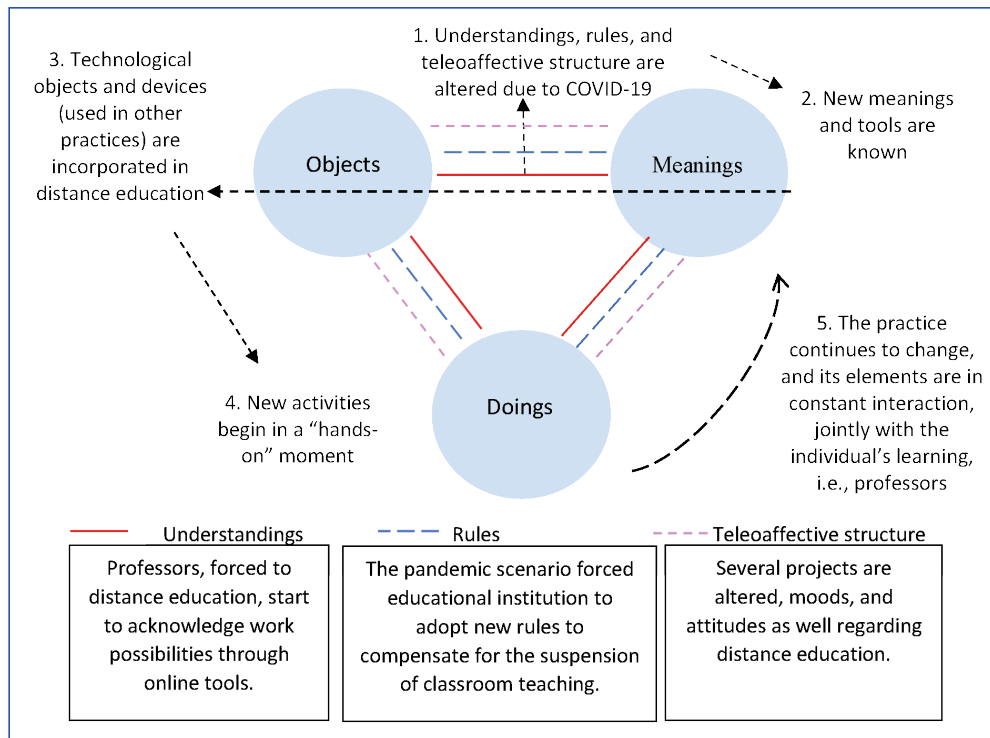 1. Understandings, rules, and
teleoaffective structure are
altered due to COVID-19
2. New meanings
and tools are
known
3. Technological
objects and devices
(used in other
practices) are
incorporated in
distance education
Objects
Meanings
Doings
4. New activities
begin in a “hands-
on” moment
5. The practice
continues to change,
and its elements are in
constant interaction,
jointly with the
individual’s learning,
i.e., professors
Understandings
Rules
Teleoaffective structure
Professors, forced to
distance education, start
to acknowledge work
possibilities through
online tools.
The pandemic scenario forced
educational institution to
adopt new rules to
compensate for the suspension
of classroom teaching.
Several projects are
altered, moods, and
attitudes as well regarding
distance education.